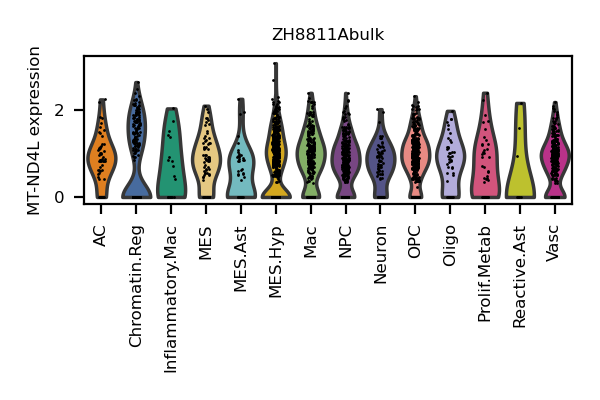 ZH8811Abulk
MT-ND4L expression
2
0
AC
Chromatin.Reg
Inflammatory.Mac
MES
MES.Ast
MES.Hyp
Mac
NPC
Neuron
OPC
Oligo
Prolif.Metab
Reactive.Ast
Vasc